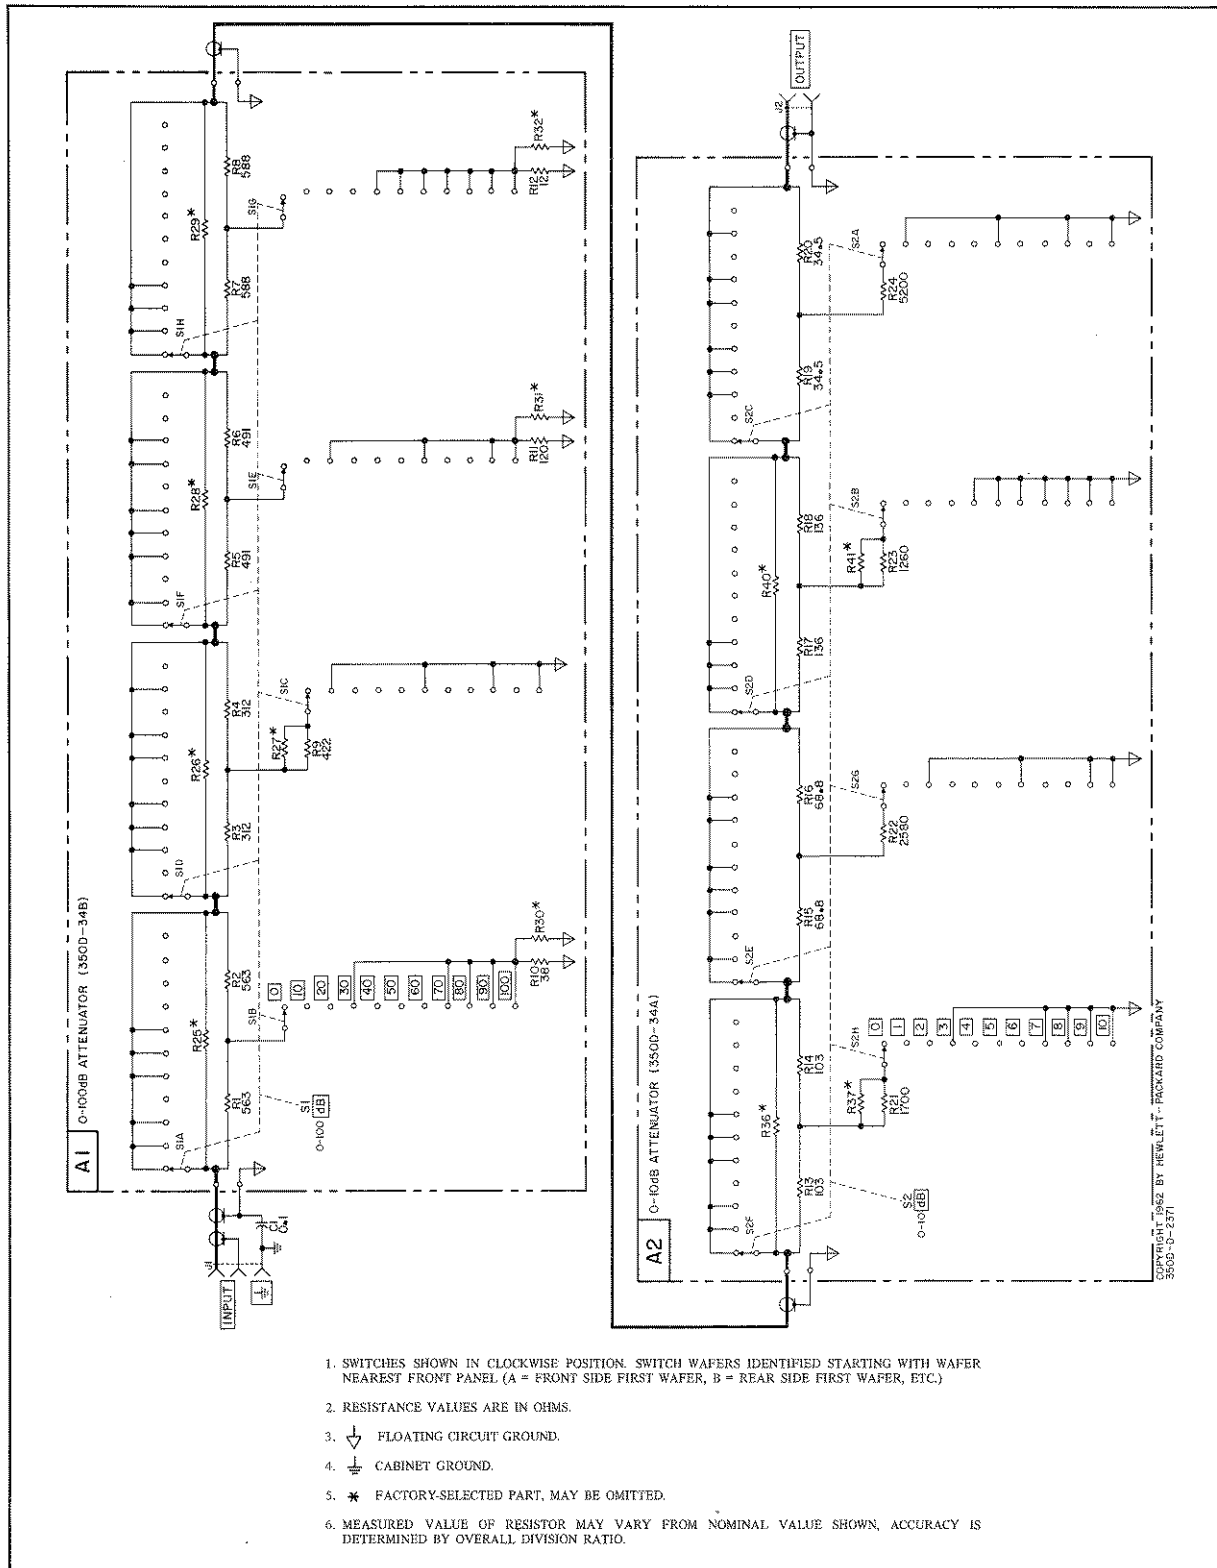 A1
0-100dB ATTENUATOR (350D-34B)
INPUT
J1
C1
0.1
S1A
R25*
R1
563
R2
563
S1
0-100 dB
S1B
0
10
20
30
40
50
60
70
80
90
100
R10
38
R30*
S1D
R26*
R3
312
R4
312
S1C
R27*
R9
422
S1F
R28*
R5
491
R6
491
S1E
R11
120
R31*
S1H
R29*
R7
588
R8
588
S1G
R12
12
R32*
A2
0-10dB ATTENUATOR (350D-34A)
S2F
R36*
R13
103
R14
103
S2
0-10 dB
S2H
R37*
R21
1700
0
1
2
3
4
5
6
7
8
9
10
S2E
R15
68.8
R16
68.8
S2G
R22
2580
S2D
R40*
R17
136
R18
136
S2B
R41*
R23
1260
S2C
R19
34.5
R20
34.5
S2A
R24
5200
J2
OUTPUT
COPYRIGHT 1962 BY HEWLETT-PACKARD COMPANY
350D-D-2371
1. SWITCHES SHOWN IN CLOCKWISE POSITION. SWITCH WAFERS IDENTIFIED STARTING WITH WAFER
NEAREST FRONT PANEL (A = FRONT SIDE FIRST WAFER, B = REAR SIDE FIRST WAFER, ETC.)
2. RESISTANCE VALUES ARE IN OHMS.
3. FLOATING CIRCUIT GROUND.
4. CABINET GROUND.
5. * FACTORY-SELECTED PART, MAY BE OMITTED.
6. MEASURED VALUE OF RESISTOR MAY VARY FROM NOMINAL VALUE SHOWN, ACCURACY IS
DETERMINED BY OVERALL DIVISION RATIO.